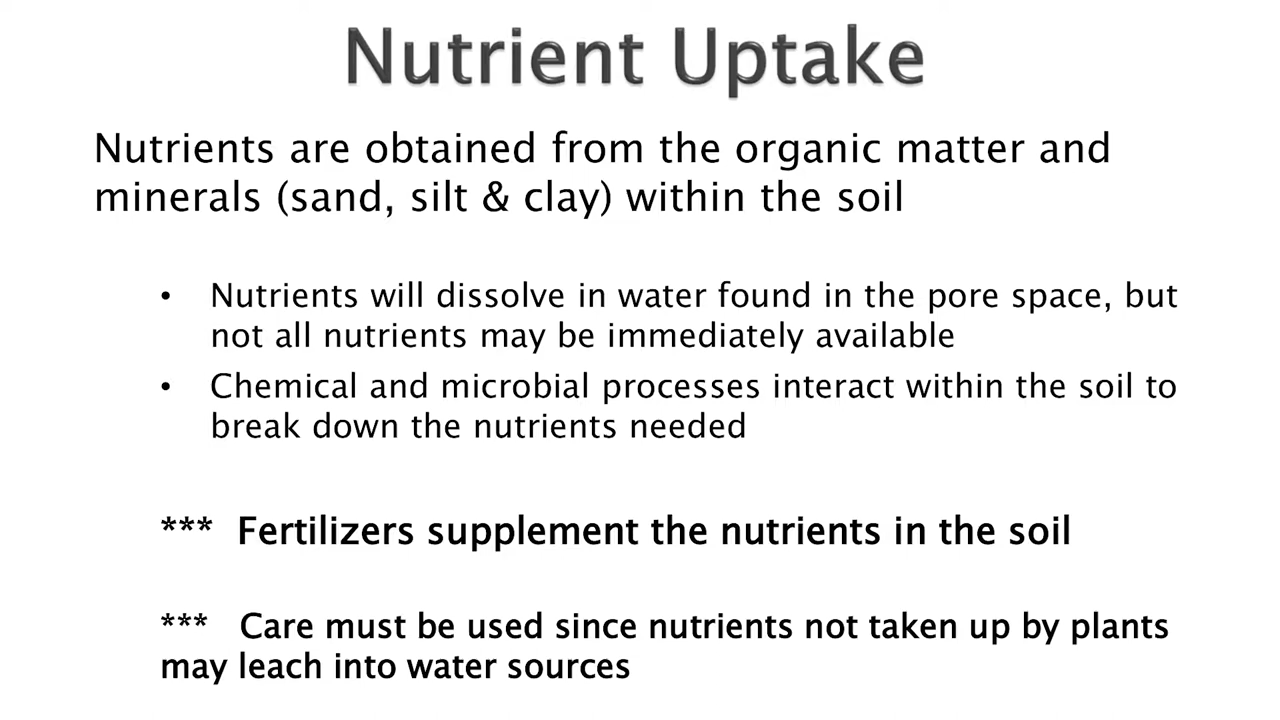 Nutrient Uptake
Nutrients are obtained from the organic matter and
minerals (sand, silt & clay) within the soil
• Nutrients will dissolve in water found in the pore space, but
not all nutrients may be immediately available
• Chemical and microbial processes interact within the soil to
break down the nutrients needed
*** Fertilizers supplement the nutrients in the soil
*** Care must be used since nutrients not taken up by plants
may leach into water sources